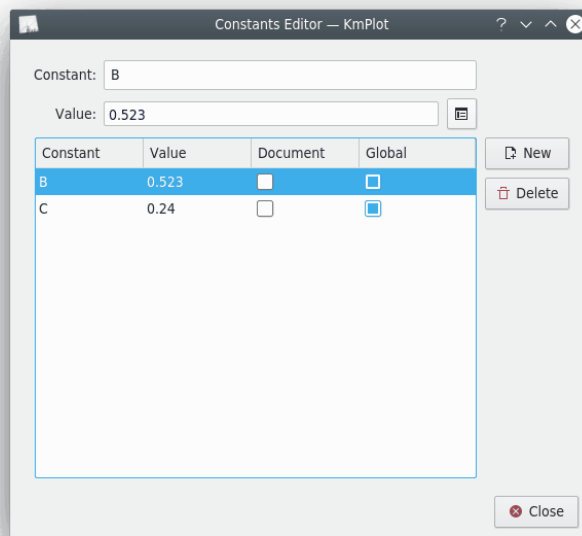 Constants Editor — KmPlot ?
Constant: B
Value: 0.523
Constant Value Document Global
New
B 0.523
Delete
C 0.24
Close